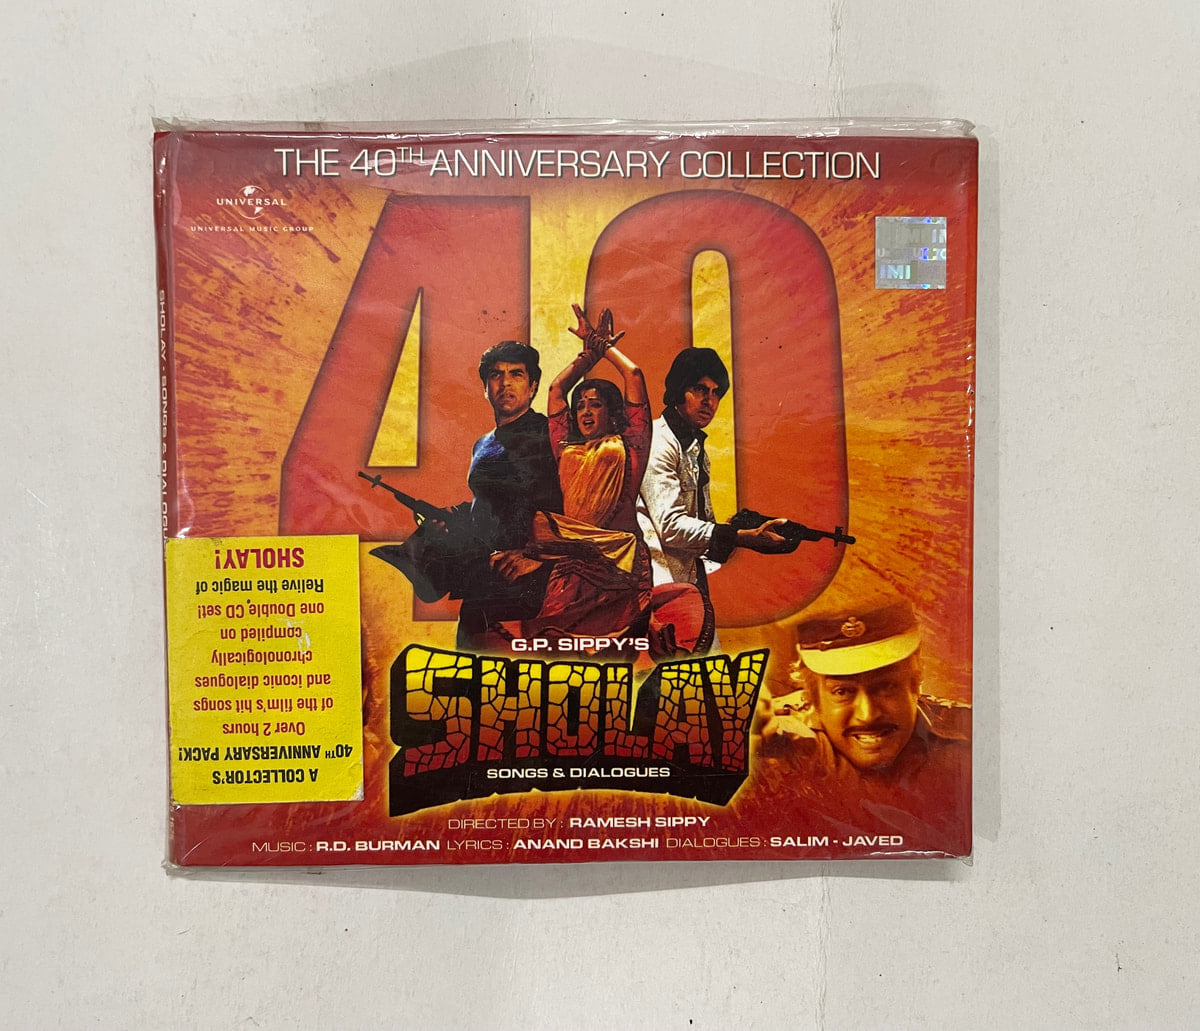 THE 40TH ANNIVERSARY COLLECTION
UNIVERSAL
UNIVERSAL MUSIC GROUP
IMI
40
SHOLAY • SONGS & DIALOGU
A COLLECTOR'S
40TH ANNIVERSARY PACK!
Over 2 hours
of the film's hit songs
and iconic dialogues
chronologically
compiled on
one Double CD set!
Relive the magic of
SHOLAY!
G.P. SIPPY'S
SHOLAY
SONGS & DIALOGUES
DIRECTED BY : RAMESH SIPPY
MUSIC : R.D. BURMAN LYRICS : ANAND BAKSHI DIALOGUES : SALIM - JAVED